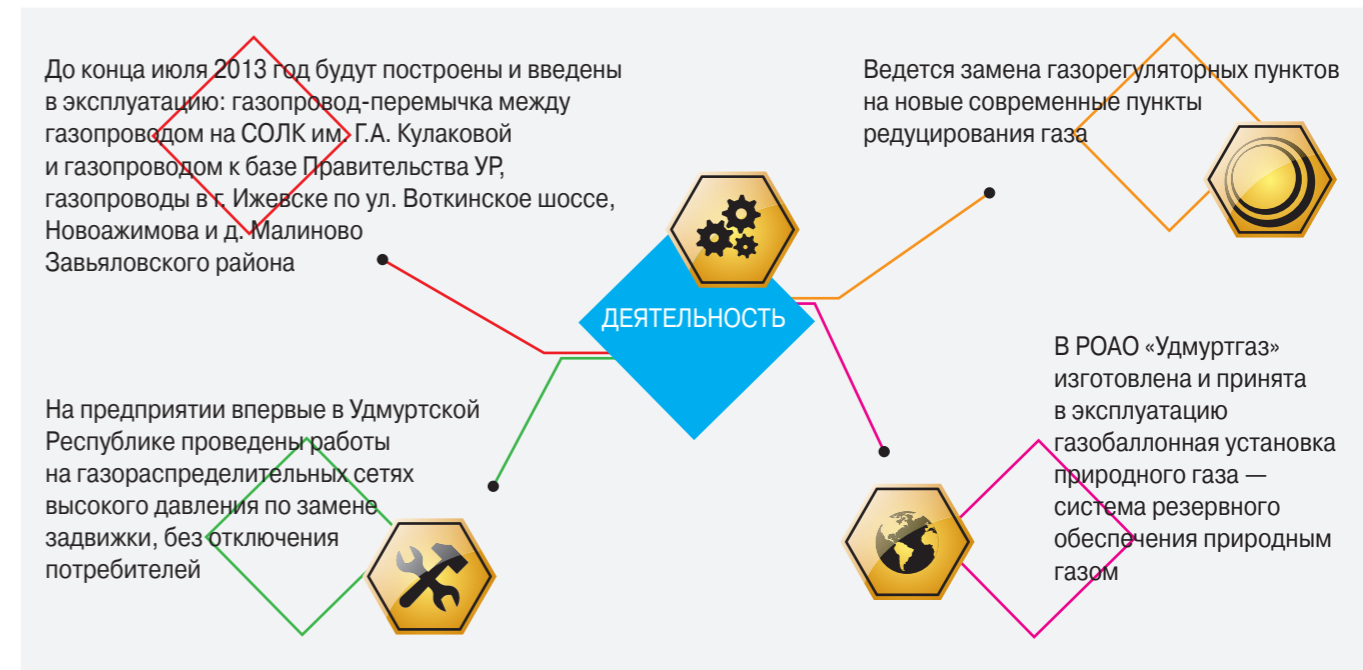 До конца июля 2013 год будут построены и введены
в эксплуатацию: газопровод-перемычка между
газопроводом на СОЛК им. Г.А. Кулаковой
и газопроводом к базе Правительства УР,
газопроводы в г. Ижевске по ул. Воткинское шоссе,
Новоажимова и д. Малиново
Завьяловского района
Ведется замена газорегуляторных пунктов
на новые современные пункты
редуцирования газа
ДЕЯТЕЛЬНОСТЬ
На предприятии впервые в Удмуртской
Республике проведены работы
на газораспределительных сетях
высокого давления по замене
задвижки, без отключения
потребителей
В РОАО «Удмуртгаз»
изготовлена и принята
в эксплуатацию
газобаллонная установка
природного газа —
система резервного
обеспечения природным
газом